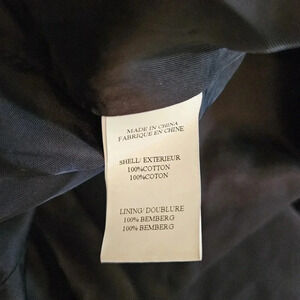 MADE IN CHINA
FABRIQUE EN CHINE
SHELL/ EXTERIEUR
100%COTTON
100%COTON
LINING/ DOUBLURE
100% BEMBERG
100% BEMBERG